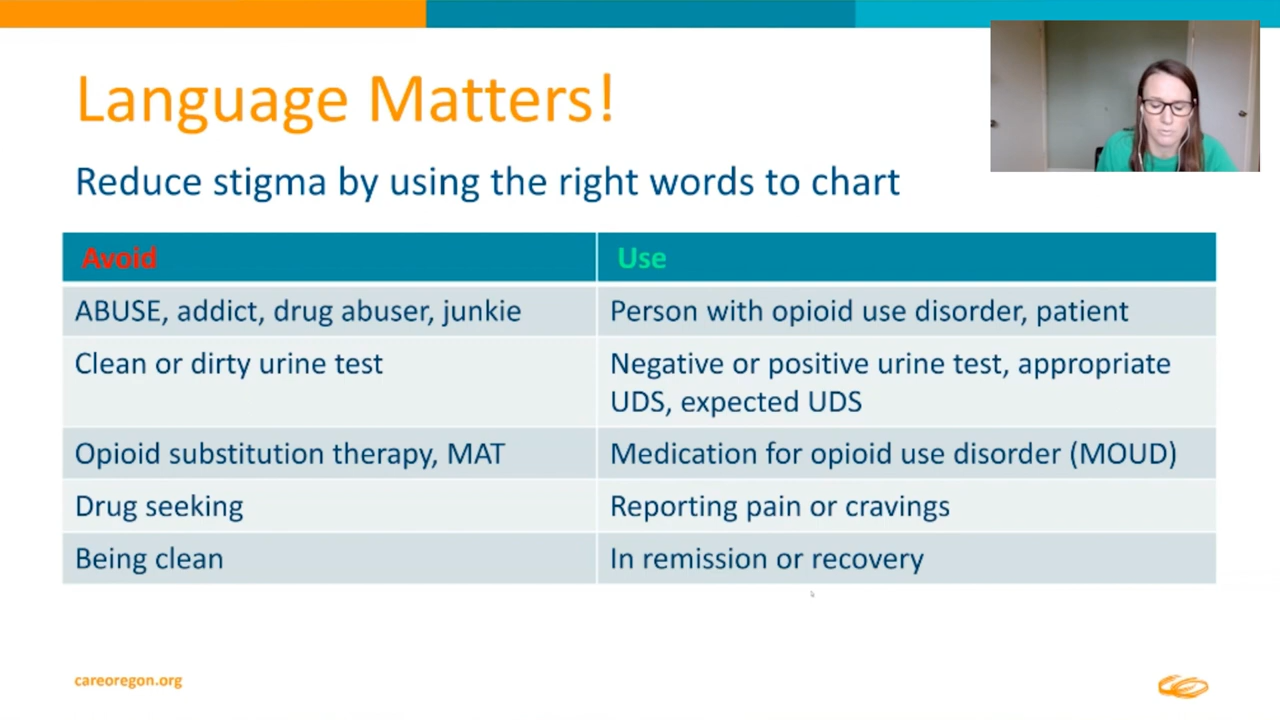 Language Matters!
Reduce stigma by using the right words to chart
Avoid
Use
ABUSE, addict, drug abuser, junkie
Person with opioid use disorder, patient
Clean or dirty urine test
Negative or positive urine test, appropriate
UDS, expected UDS
Opioid substitution therapy, MAT
Medication for opioid use disorder (MOUD)
Drug seeking
Reporting pain or cravings
Being clean
In remission or recovery
careoregon.org